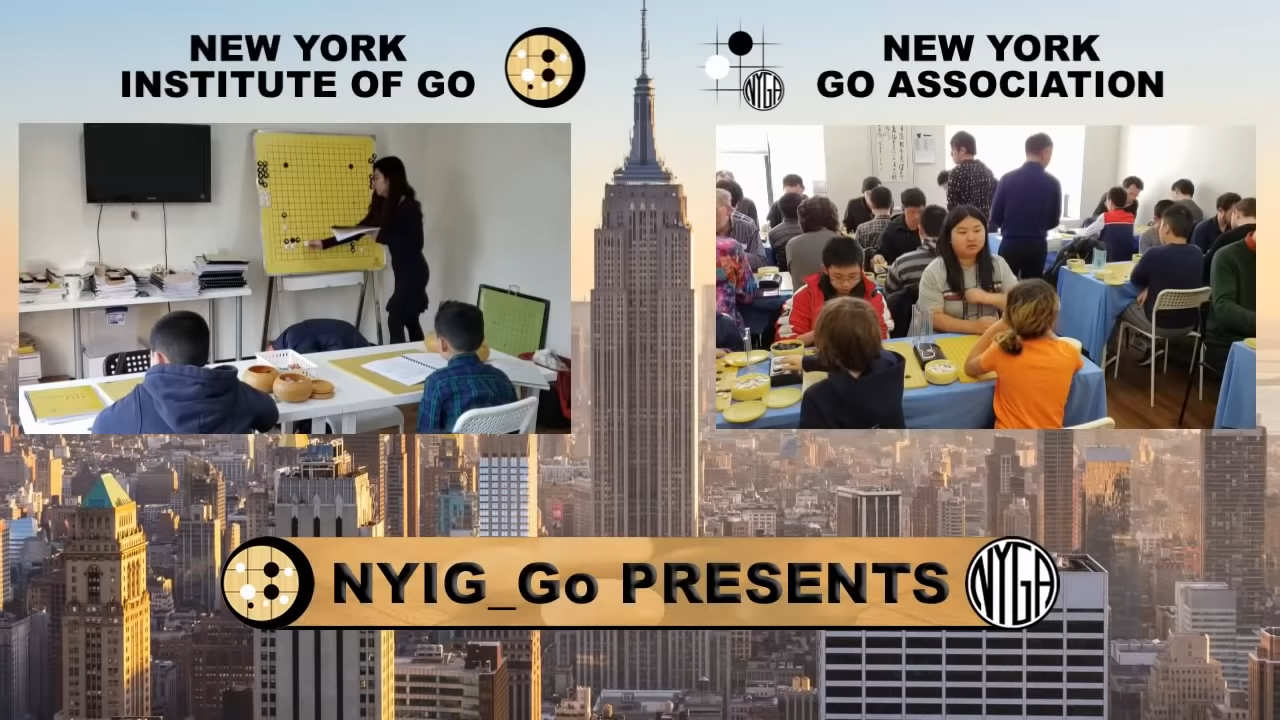 NEW YORK
INSTITUTE OF GO
NEW YORK
GO ASSOCIATION
NYGA
NYIG_Go PRESENTS
NYGA